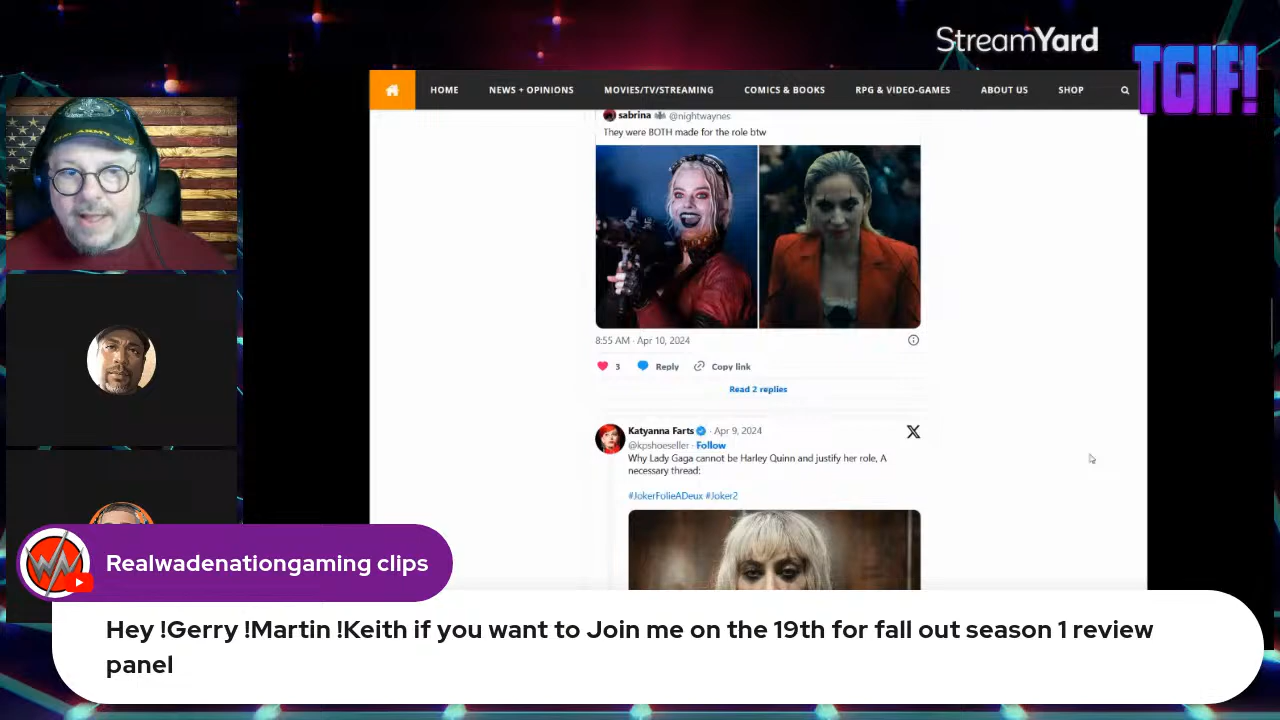 StreamYard
TGIF!
HOME NEWS + OPINIONS MOVIES/TV/STREAMING COMICS & BOOKS RPG & VIDEO-GAMES ABOUT US SHOP
sabrina @nightwaynes
They were BOTH made for the role btw
8:55 AM · Apr 10, 2024
3 Reply Copy link
Read 2 replies
Katyanna Farts · Apr 9, 2024
@kpshoeseller · Follow
Why Lady Gaga cannot be Harley Quinn and justify her role, A
necessary thread:
#JokerFolieADeux #Joker2
Realwadenationgaming clips
Hey !Gerry !Martin !Keith if you want to Join me on the 19th for fall out season 1 review
panel